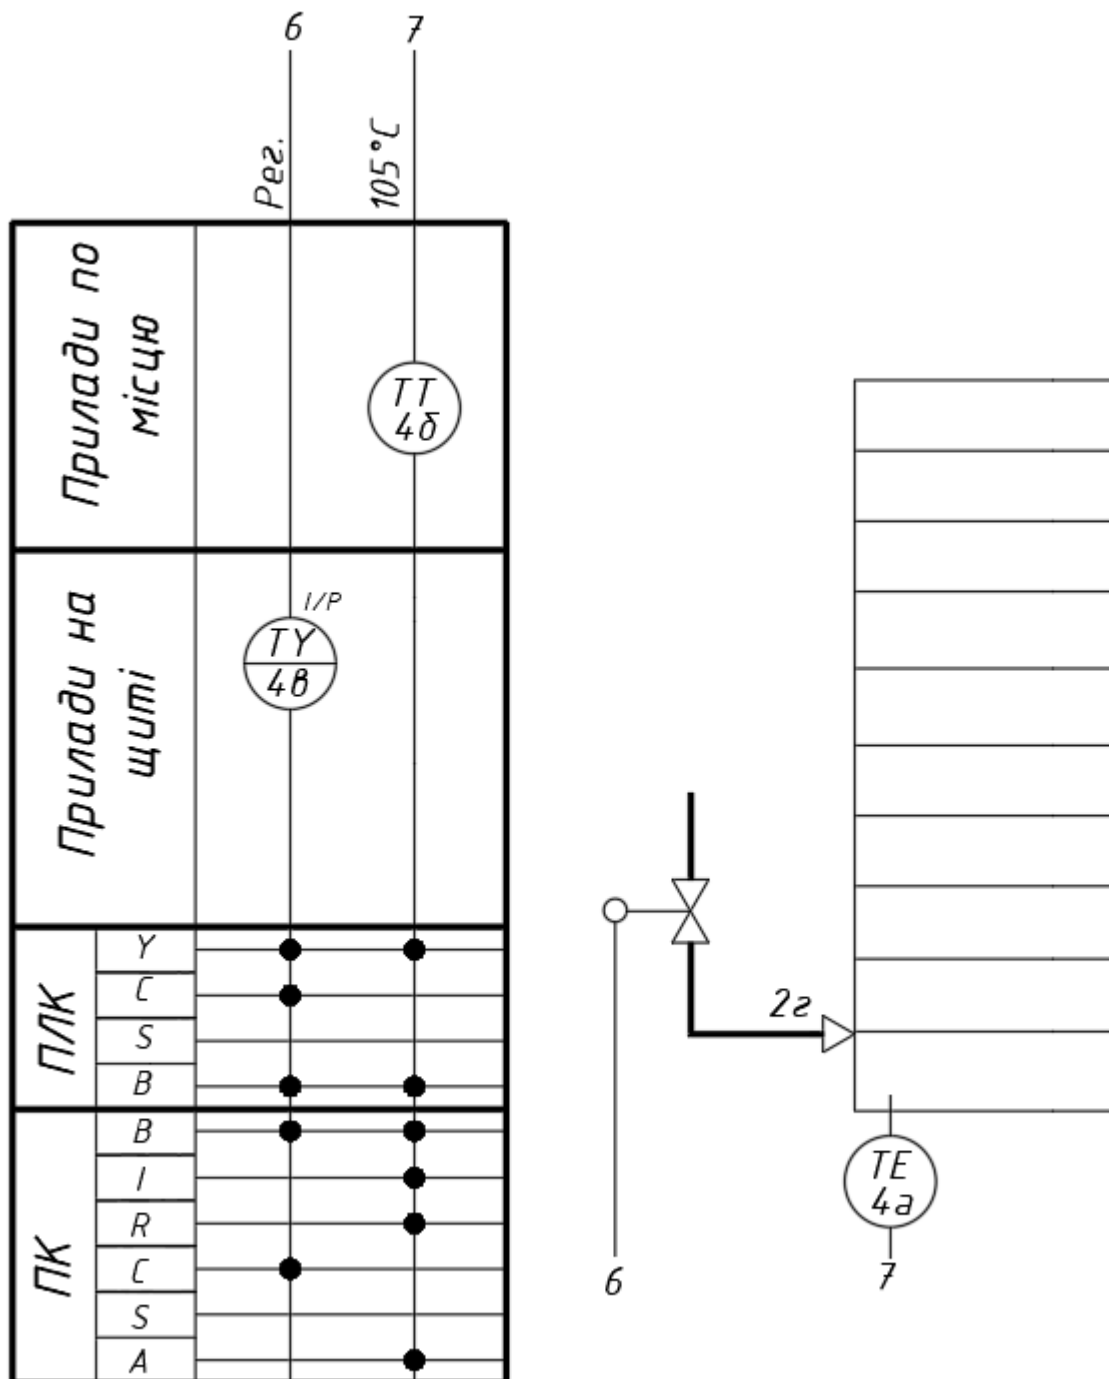 6
7
Рег.
105°C
Прилади по
місцю
TT
4б
Прилади на
щиті
I/P
TY
4в
ПЛК
Y
C
S
B
ПК
B
I
R
C
S
A
2г
TE
4а
6
7